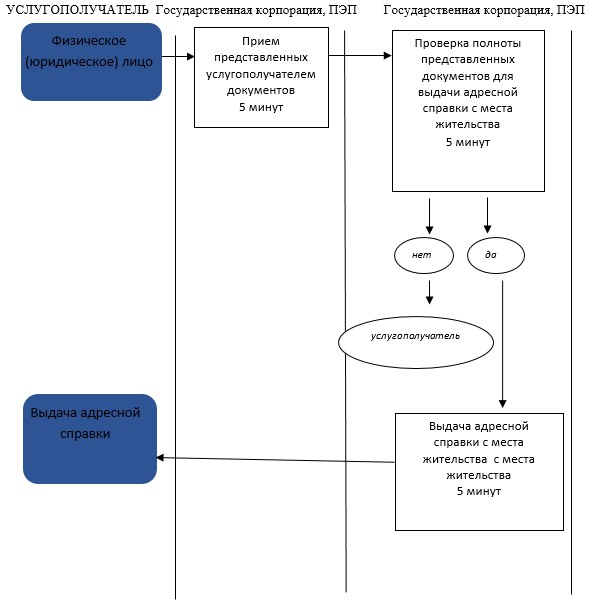 УСЛУГОПОЛУЧАТЕЛЬ Государственная корпорация, ПЭП Государственная корпорация, ПЭП
Физическое
(юридическое) лицо
Прием
представленных
услугополучателем
документов
5 минут
Проверка полноты
представленных
документов для
выдачи адресной
справки с места
жительства
5 минут
нет
да
услугополучатель
Выдача адресной
справки
Выдача адресной
справки с места
жительства с места
жительства
5 минут